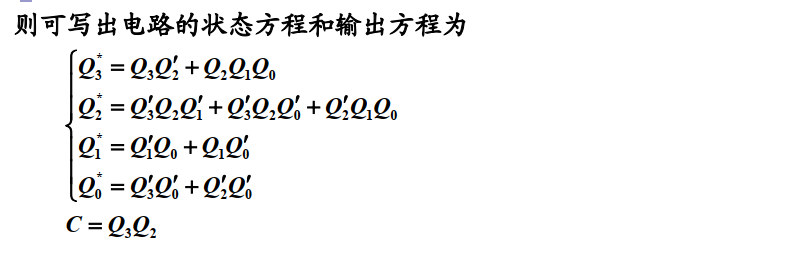 则可写出电路的状态方程和输出方程为
Q₃* = Q₃Q₂′ + Q₂Q₁Q₀
Q₂* = Q₃′Q₂Q₁′ + Q₃′Q₂Q₀′ + Q₂′Q₁Q₀
Q₁* = Q₁′Q₀ + Q₁Q₀′
Q₀* = Q₃′Q₀′ + Q₂′Q₀′
C = Q₃Q₂